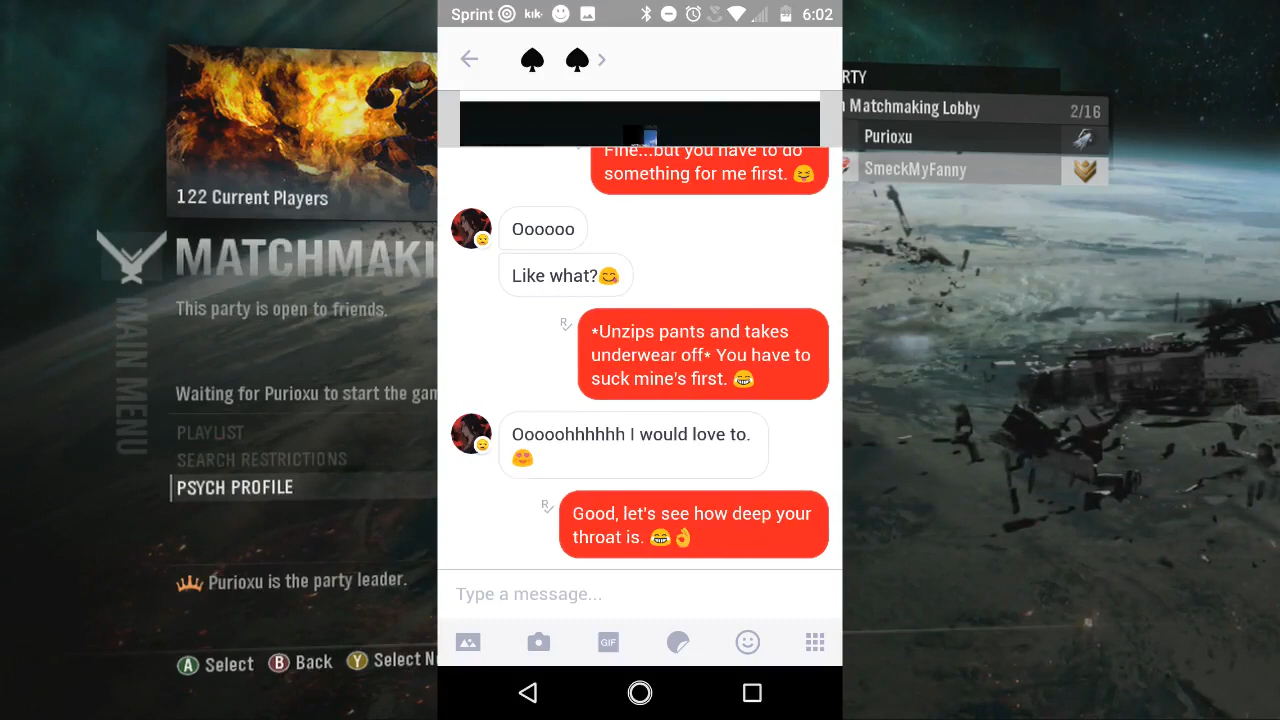 Sprint kik 6:02
Fine...but you have to do
something for me first. 😝
Oooooo
Like what?😋
*Unzips pants and takes
underwear off* You have to
suck mine's first. 😂
Ooooohhhhhh I would love to.
😍
Good, let's see how deep your
throat is. 😂👌
Type a message...
GIF
122 Current Players
MATCHMAKI
This party is open to friends.
Waiting for Purioxu to start the gam
MAIN MENU
PLAYLIST
SEARCH RESTRICTIONS
PSYCH PROFILE
Purioxu is the party leader.
A Select B Back Y Select N
RTY
n Matchmaking Lobby 2/16
Purioxu
SmeckMyFanny